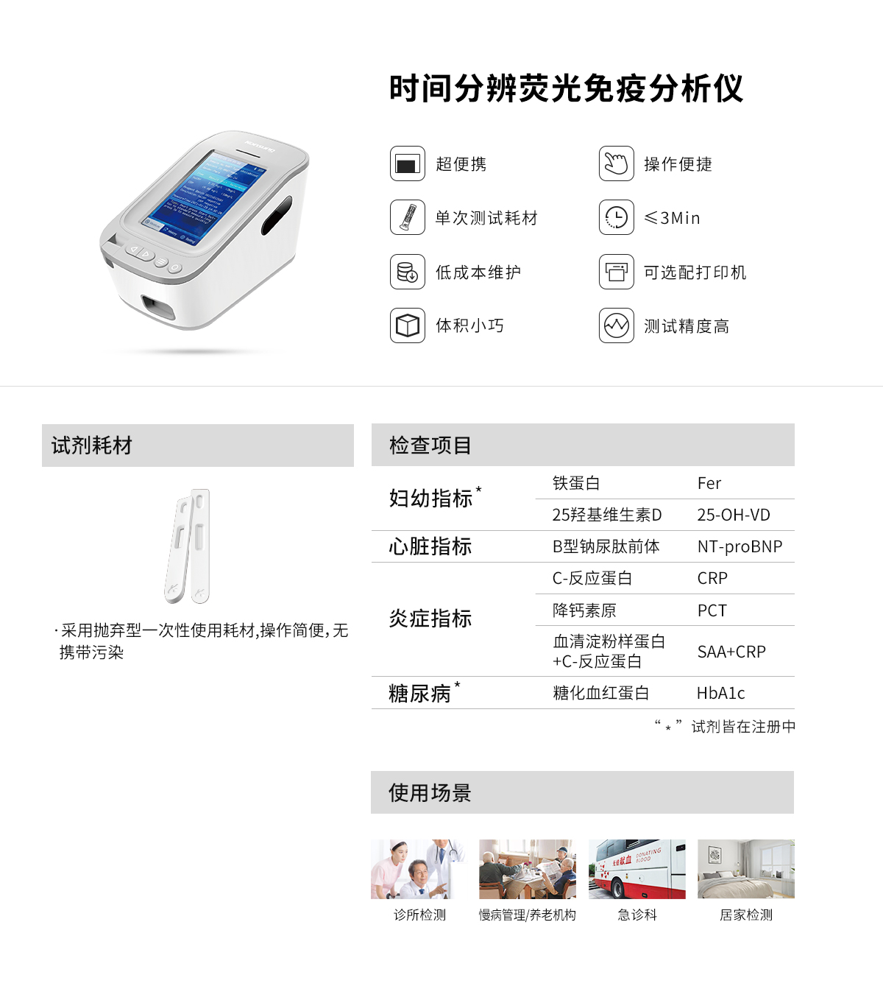 时间分辨荧光免疫分析仪
konsung
超便携
操作便捷
单次测试耗材
≤3Min
低成本维护
可选配打印机
体积小巧
测试精度高
试剂耗材
·采用抛弃型一次性使用耗材,操作简便，无
携带污染
检查项目
妇幼指标*
铁蛋白 Fer
25羟基维生素D 25-OH-VD
心脏指标 B型钠尿肽前体 NT-proBNP
炎症指标
C-反应蛋白 CRP
降钙素原 PCT
血清淀粉样蛋白
+C-反应蛋白
SAA+CRP
糖尿病* 糖化血红蛋白 HbA1c
“*”试剂皆在注册中
使用场景
无偿献血 DONATING
BLOOD
诊所检测
慢病管理/养老机构
急诊科
居家检测